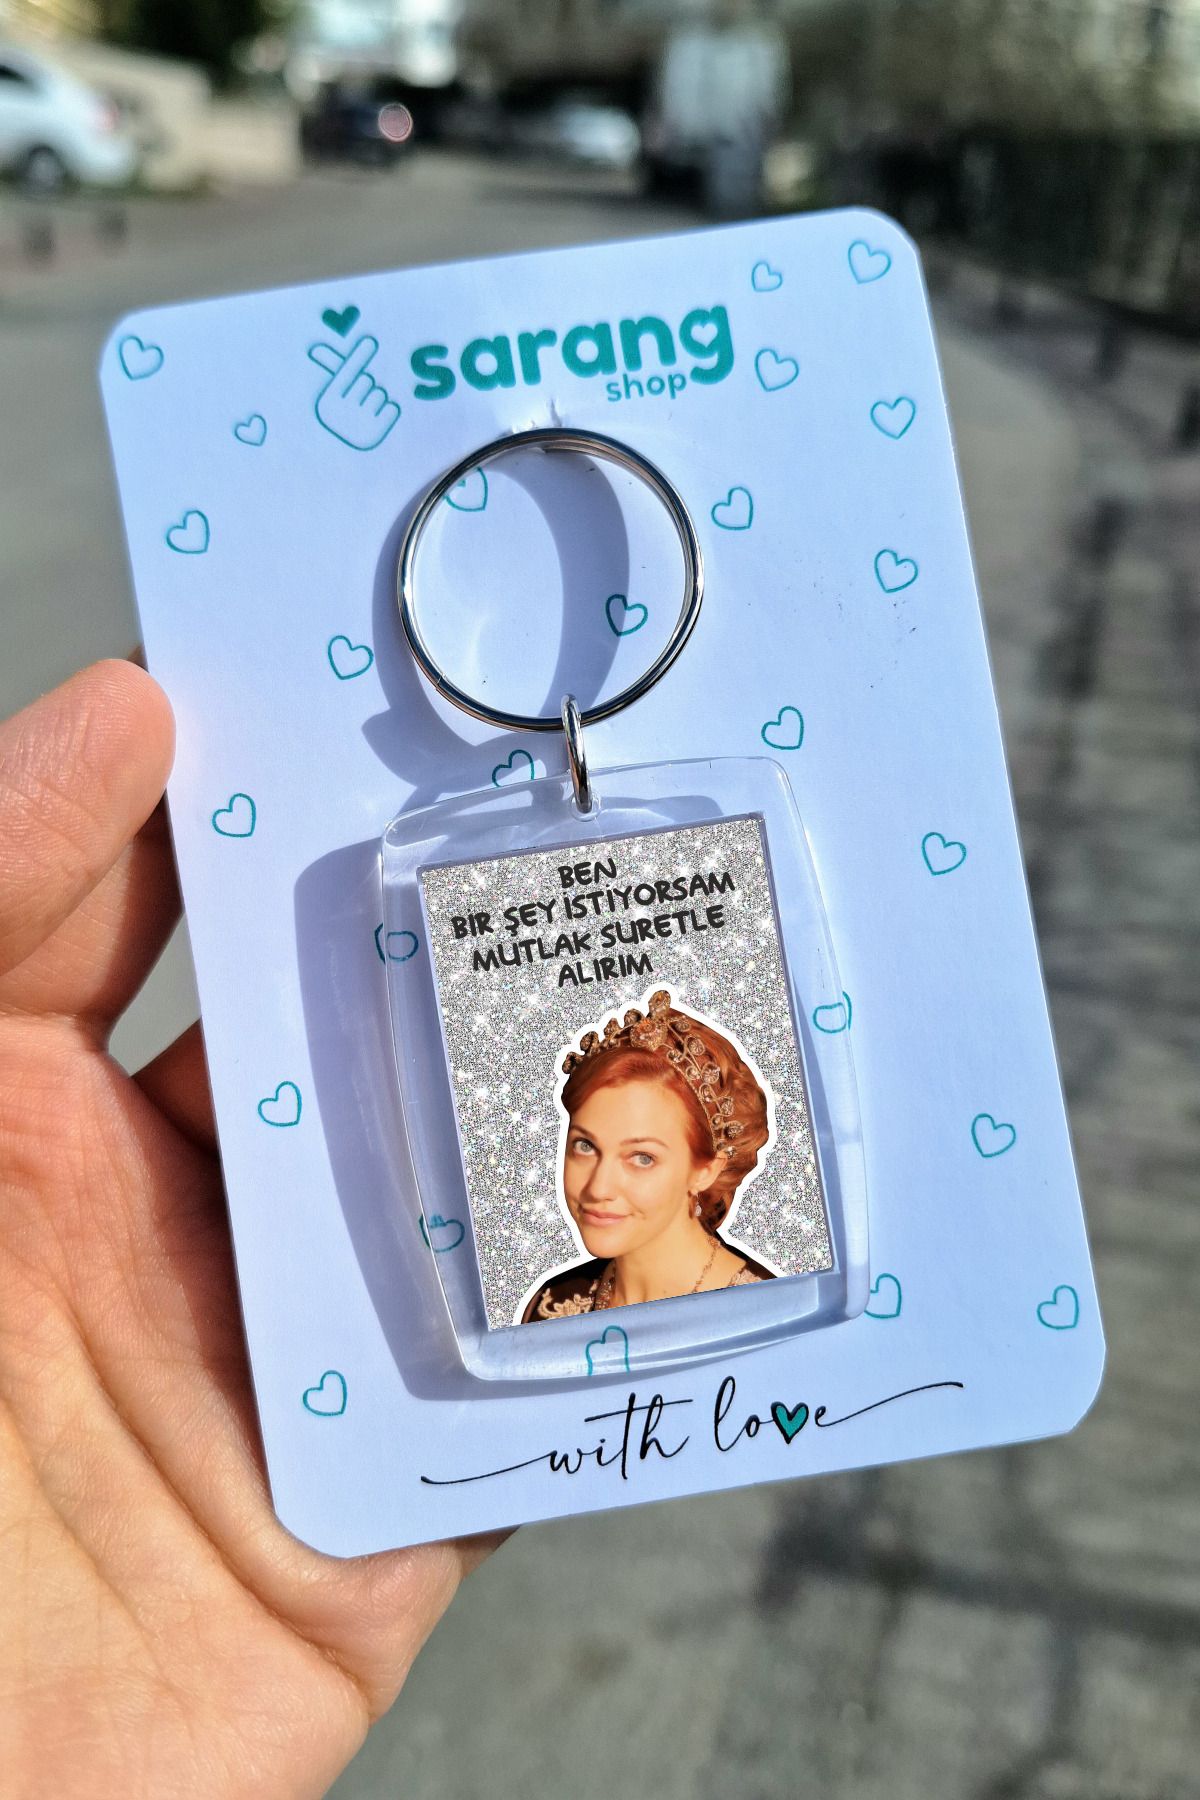 sarang
shop
BEN
BIR ŞEY İSTİYORSAM
MUTLAK SURETLE
ALIRIM
with love